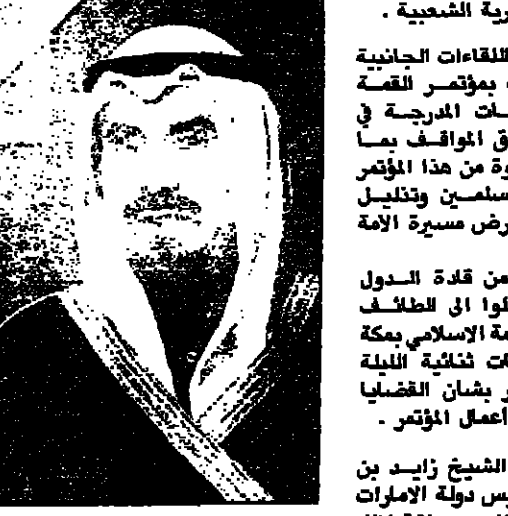 رية الشعبية .
اللقاءات الجانبية
بمؤتمر القمة
ات المدرجة في
ق المواقف بما
وة من هذا المؤتمر
سلمين وتذليل
رض مسيرة الامة
من قادة الدول
لوا الى الطائف
مة الاسلامي بمكة
ات ثنائية الليلة
ر بشأن القضايا
أعمال المؤتمر .
الشيخ زايد بن
يس دولة الامارات